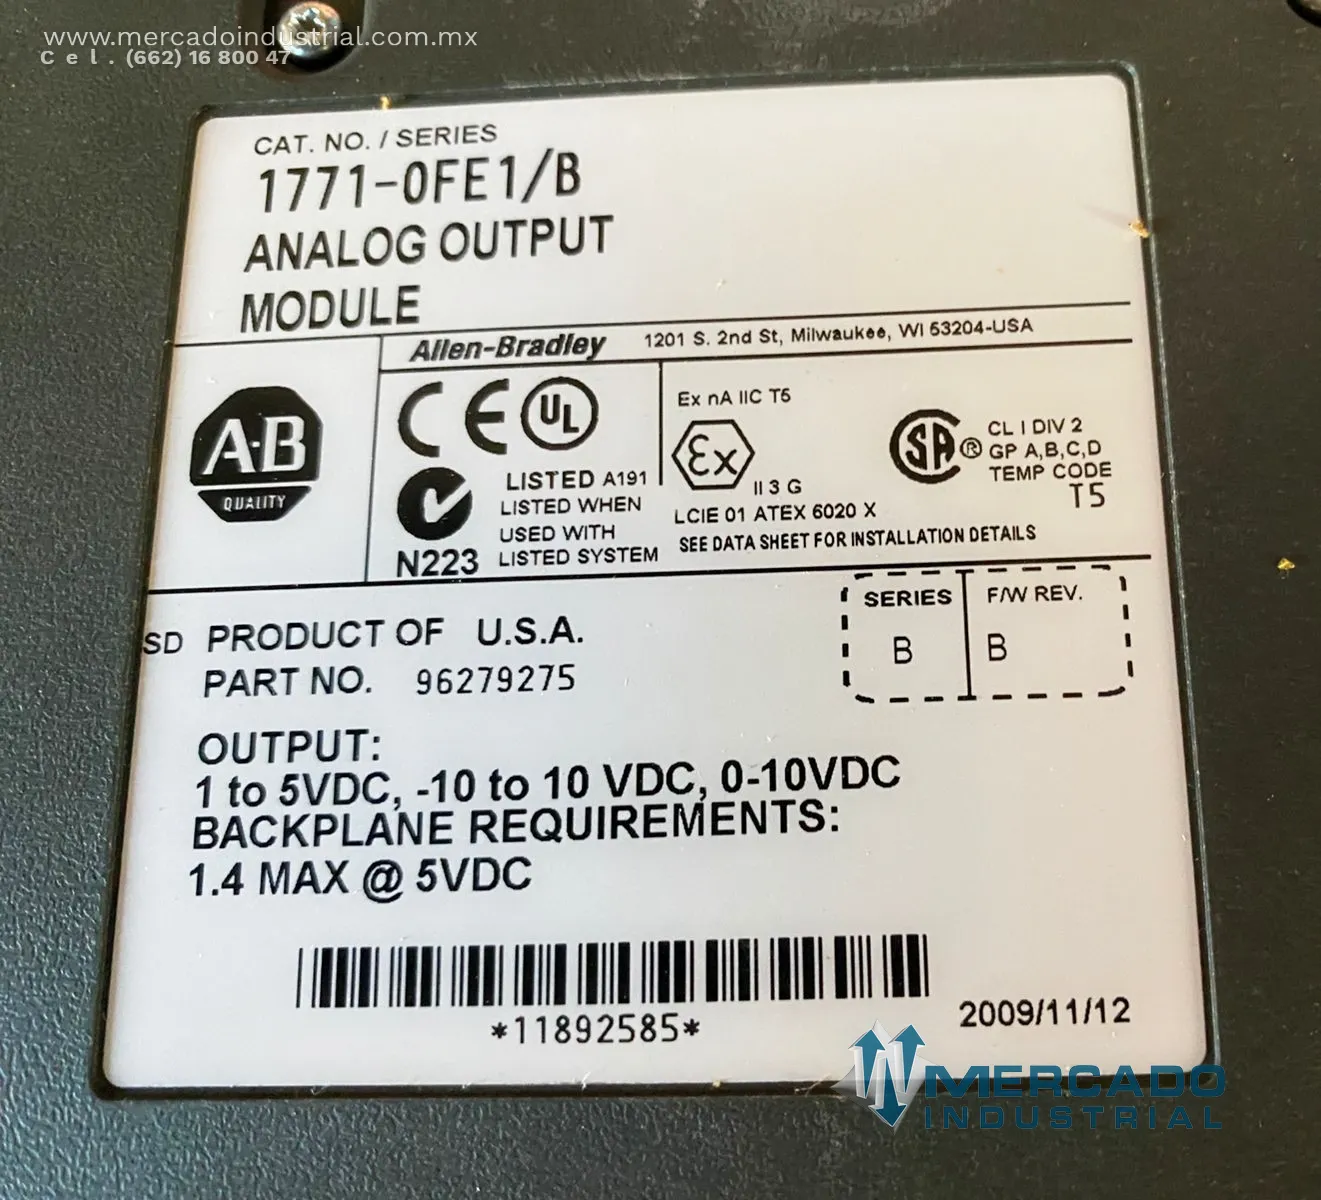 www.mercadoindustrial.com.mx
Cel. (662) 16 800 47
CAT. NO. / SERIES
1771-OFE1/B
ANALOG OUTPUT
MODULE
Allen-Bradley 1201 S. 2nd St, Milwaukee, WI 53204-USA
A-B
QUALITY
CE UL
LISTED A191
LISTED WHEN
USED WITH
LISTED SYSTEM
N223
Ex nA IIC T5
Ex
II 3 G
LCIE 01 ATEX 6020 X
SEE DATA SHEET FOR INSTALLATION DETAILS
SA ®
CL I DIV 2
GP A,B,C,D
TEMP CODE
T5
SD PRODUCT OF U.S.A.
PART NO. 96279275
SERIES F/W REV.
B B
OUTPUT:
1 to 5VDC, -10 to 10 VDC, 0-10VDC
BACKPLANE REQUIREMENTS:
1.4 MAX @ 5VDC
*11892585*
2009/11/12
MERCADO
INDUSTRIAL